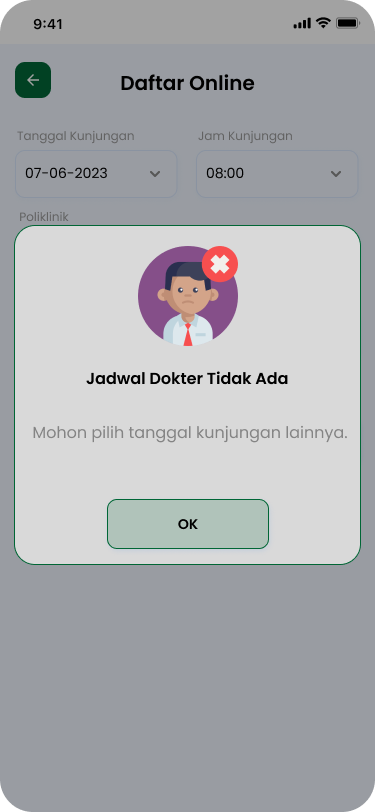 9:41
Daftar Online
Tanggal Kunjungan
Jam Kunjungan
07-06-2023
08:00
Poliklinik
Jadwal Dokter Tidak Ada
Mohon pilih tanggal kunjungan lainnya.
OK